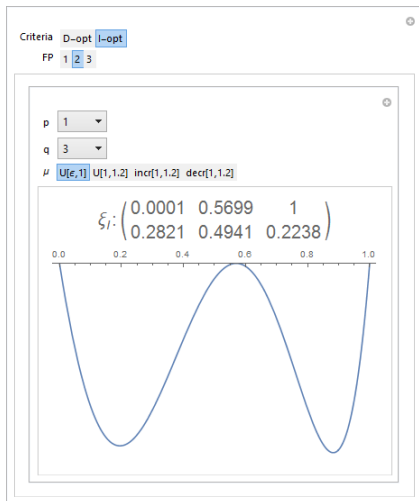 Criteria D-opt I-opt
FP 1 2 3
p 1
q 3
μ U[ε,1] U[1,1.2] incr[1,1.2] decr[1,1.2]
ξI: (0.0001 0.5699 1
0.2821 0.4941 0.2238)
0.0 0.2 0.4 0.6 0.8 1.0